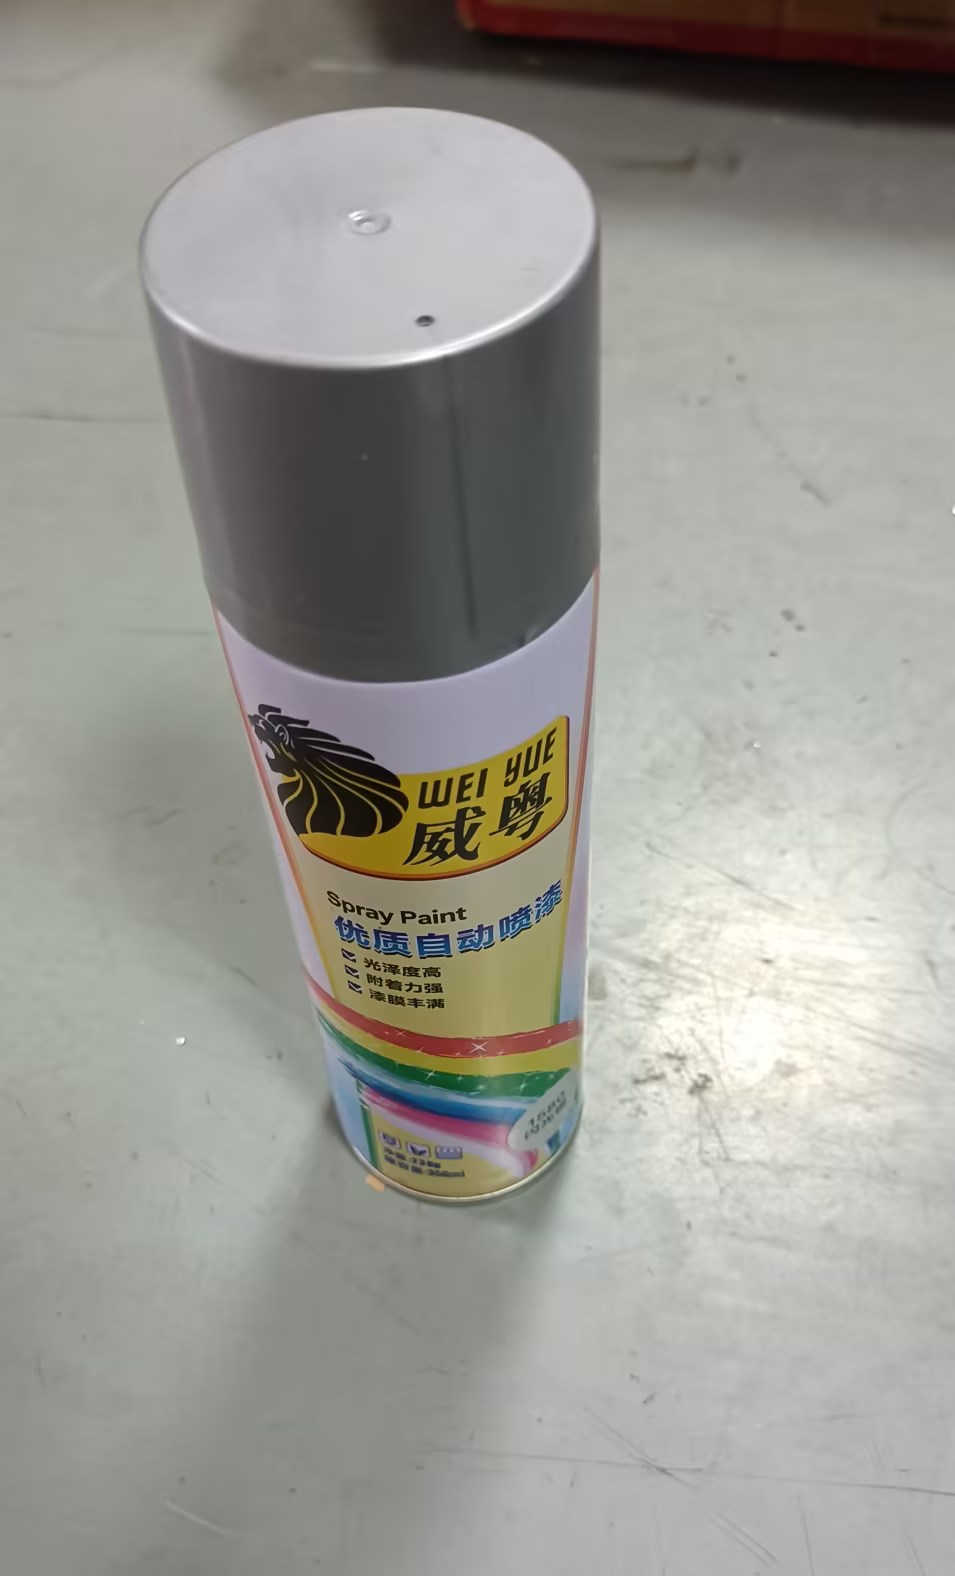 WEI YUE
威粤
Spray Paint
优质自动喷漆
光泽度高
附着力强
漆膜丰满